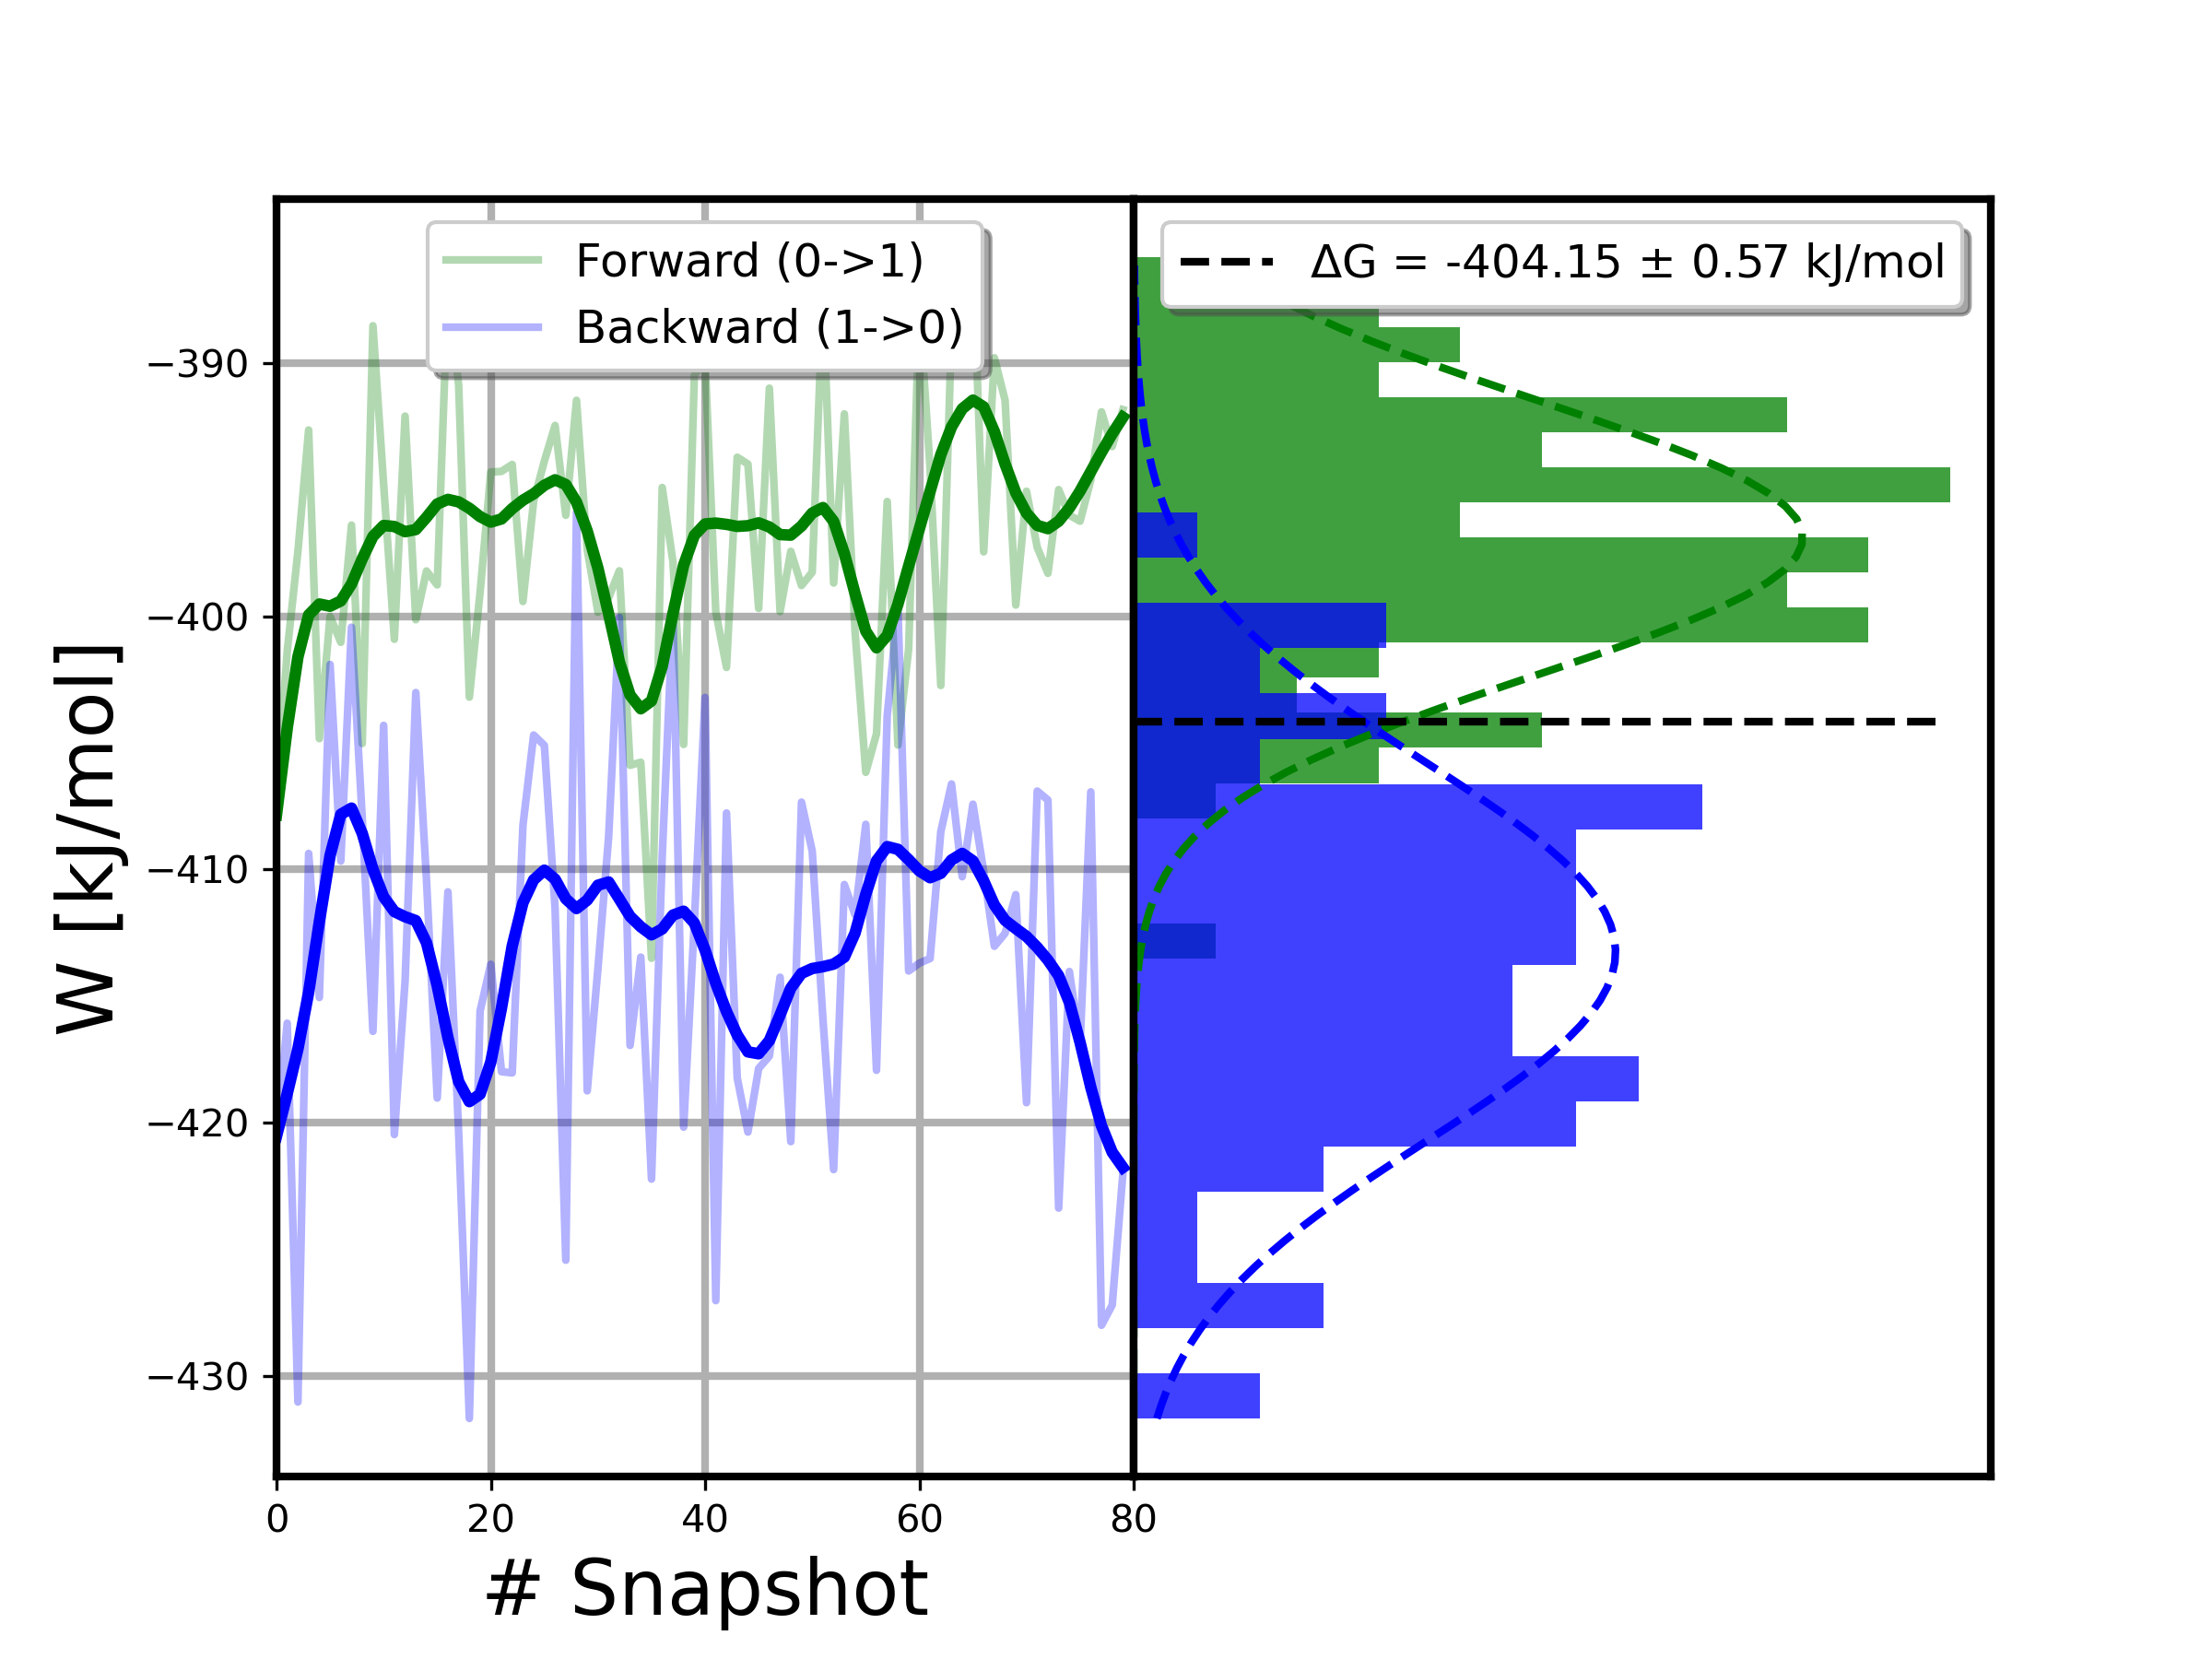 Forward (0->1)
Backward (1->0)
ΔG = -404.15 ± 0.57 kJ/mol
W [kJ/mol]
−390
−400
−410
−420
−430
0 20 40 60 80
# Snapshot